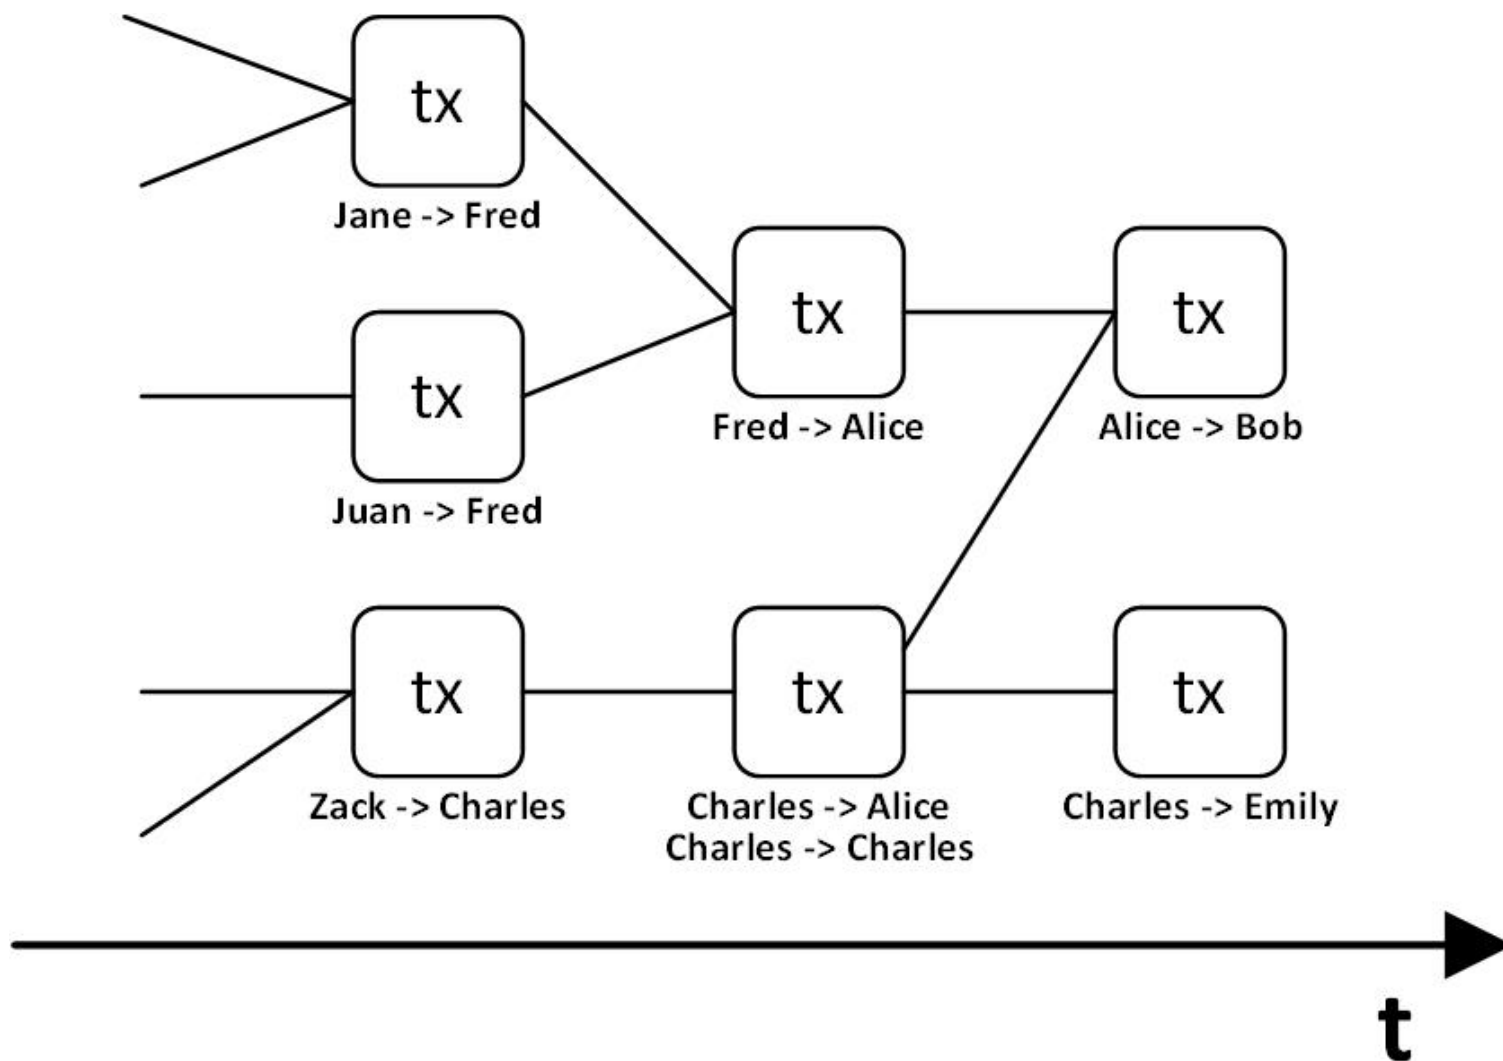 tx
Jane -> Fred
tx
Juan -> Fred
tx
Fred -> Alice
tx
Alice -> Bob
tx
Zack -> Charles
tx
Charles -> Alice
Charles -> Charles
tx
Charles -> Emily
t